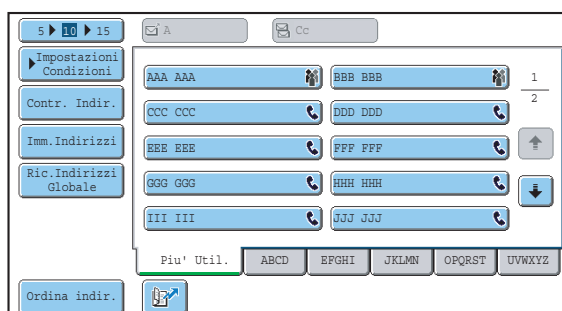 5 10 15
A
Cc
Impostazioni
Condizioni
Contr. Indir.
Imm.Indirizzi
Ric.Indirizzi
Globale
AAA AAA
BBB BBB
1
2
CCC CCC
DDD DDD
EEE EEE
FFF FFF
GGG GGG
HHH HHH
III III
JJJ JJJ
Piu' Util.
ABCD
EFGHI
JKLMN
OPQRST
UVWXYZ
Ordina indir.